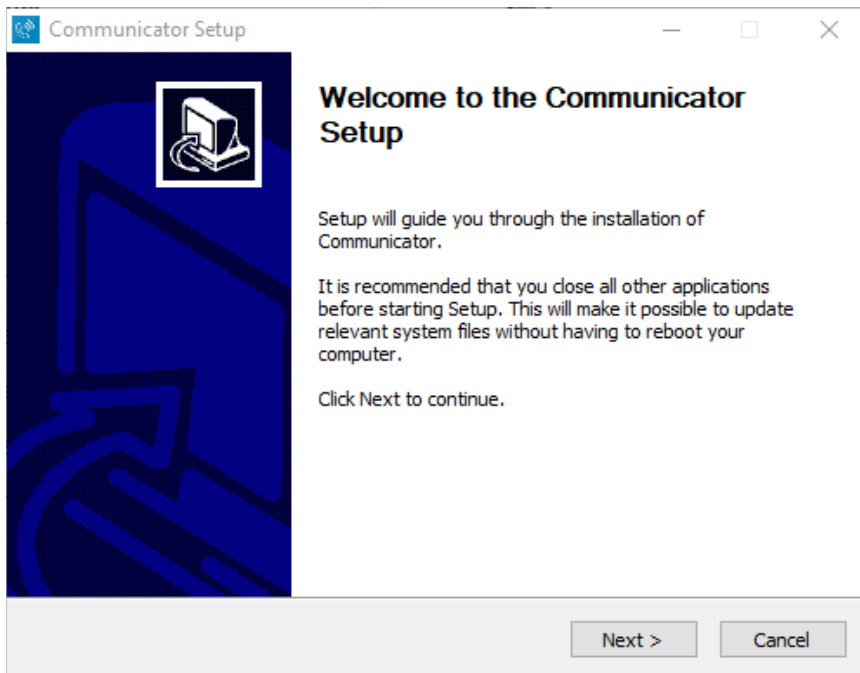 Communicator Setup
Welcome to the Communicator
Setup
Setup will guide you through the installation of
Communicator.
It is recommended that you close all other applications
before starting Setup. This will make it possible to update
relevant system files without having to reboot your
computer.
Click Next to continue.
Next >
Cancel